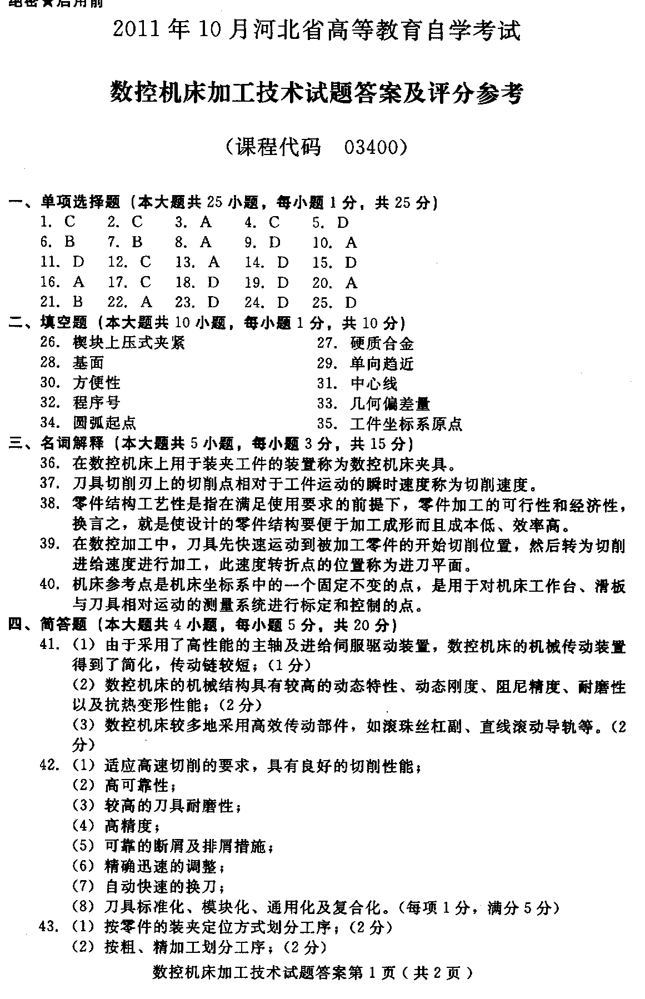 绝密★启用前
2011 年 10 月河北省高等教育自学考试
数控机床加工技术试题答案及评分参考
（课程代码 03400）
一、单项选择题（本大题共 25 小题，每小题 1 分，共 25 分）
1. C 2. C 3. A 4. C 5. D
6. B 7. B 8. A 9. D 10. A
11. D 12. C 13. A 14. D 15. D
16. A 17. C 18. D 19. D 20. A
21. B 22. A 23. D 24. D 25. D
二、填空题（本大题共 10 小题，每小题 1 分，共 10 分）
26. 楔块上压式夹紧 27. 硬质合金
28. 基面 29. 单向趋近
30. 方便性 31. 中心线
32. 程序号 33. 几何偏差量
34. 圆弧起点 35. 工件坐标系原点
三、名词解释（本大题共 5 小题，每小题 3 分，共 15 分）
36. 在数控机床上用于装夹工件的装置称为数控机床夹具。
37. 刀具切削刃上的切削点相对于工件运动的瞬时速度称为切削速度。
38. 零件结构工艺性是指在满足使用要求的前提下，零件加工的可行性和经济性，
换言之，就是使设计的零件结构要便于加工成形而且成本低、效率高。
39. 在数控加工中，刀具先快速运动到被加工零件的开始切削位置，然后转为切削
进给速度进行加工，此速度转折点的位置称为进刀平面。
40. 机床参考点是机床坐标系中的一个固定不变的点，是用于对机床工作台、滑板
与刀具相对运动的测量系统进行标定和控制的点。
四、简答题（本大题共 4 小题，每小题 5 分，共 20 分）
41.（1）由于采用了高性能的主轴及进给伺服驱动装置，数控机床的机械传动装置
得到了简化，传动链较短；（1 分）
（2）数控机床的机械结构具有较高的动态特性、动态刚度、阻尼精度、耐磨性
以及抗热变形性能；（2 分）
（3）数控机床较多地采用高效传动部件，如滚珠丝杠副、直线滚动导轨等。（2
分）
42.（1）适应高速切削的要求，具有良好的切削性能；
（2）高可靠性；
（3）较高的刀具耐磨性；
（4）高精度；
（5）可靠的断屑及排屑措施；
（6）精确迅速的调整；
（7）自动快速的换刀；
（8）刀具标准化、模块化、通用化及复合化。（每项 1 分，满分 5 分）
43.（1）按零件的装夹定位方式划分工序；（2 分）
（2）按粗、精加工划分工序；（2 分）
数控机床加工技术试题答案第 1 页（ 共 2 页 ）